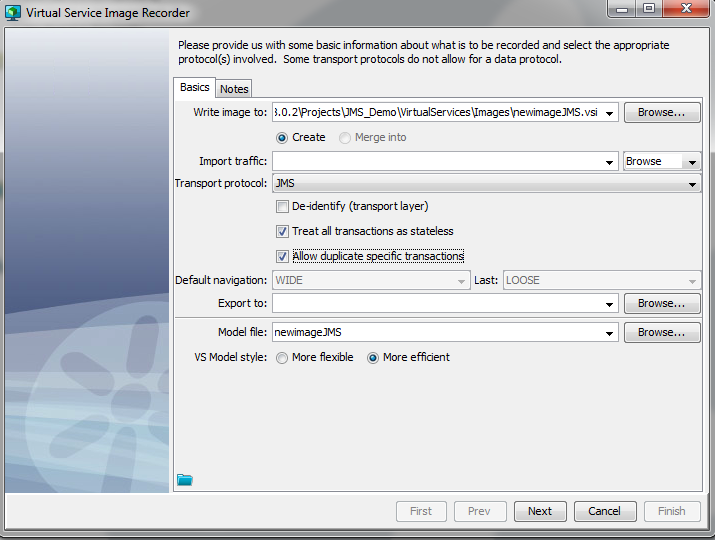 Virtual Service Image Recorder
Please provide us with some basic information about what is to be recorded and select the appropriate
protocol(s) involved.  Some transport protocols do not allow for a data protocol.
Basics Notes
Write image to: 3.0.2\Projects\JMS_Demo\VirtualServices\Images\newimageJMS.vsi Browse...
Create Merge into
Import traffic: Browse
Transport protocol: JMS
De-identify (transport layer)
Treat all transactions as stateless
Allow duplicate specific transactions
Default navigation: WIDE Last: LOOSE
Export to: Browse...
Model file: newimageJMS Browse...
VS Model style: More flexible More efficient
First Prev Next Cancel Finish